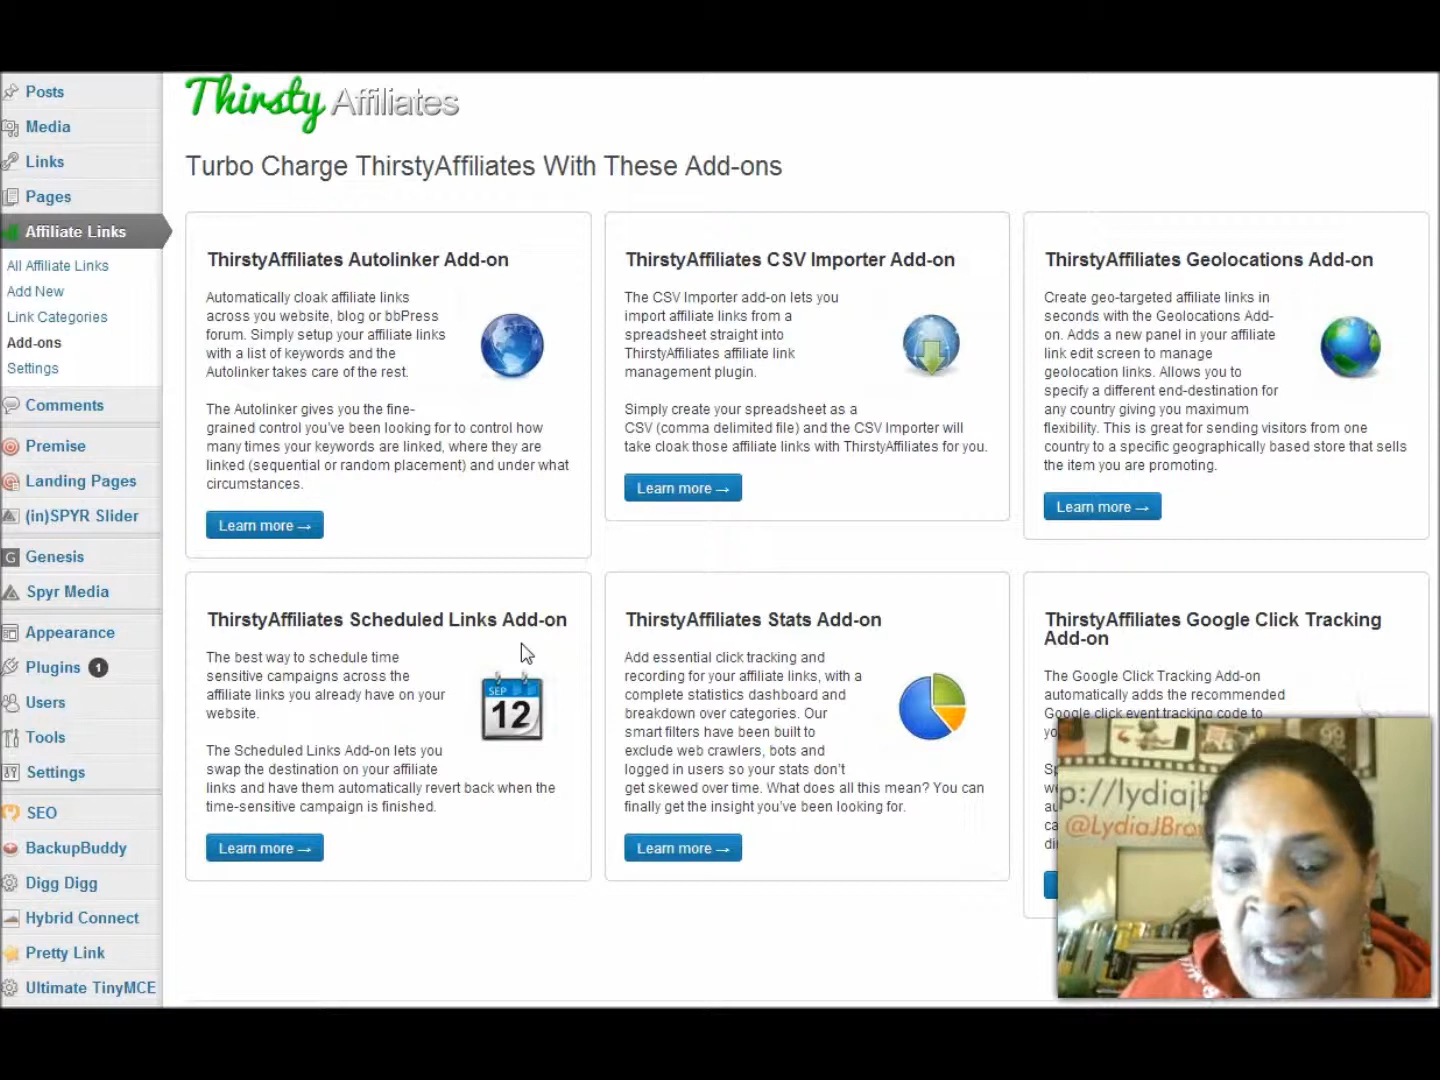 Posts
Media
Links
Pages
Affiliate Links
All Affiliate Links
Add New
Link Categories
Add-ons
Settings
Comments
Premise
Landing Pages
(in)SPYR Slider
Genesis
Spyr Media
Appearance
Plugins 1
Users
Tools
Settings
SEO
BackupBuddy
Digg Digg
Hybrid Connect
Pretty Link
Ultimate TinyMCE
Thirsty Affiliates
Turbo Charge ThirstyAffiliates With These Add-ons
ThirstyAffiliates Autolinker Add-on
Automatically cloak affiliate links
across you website, blog or bbPress
forum. Simply setup your affiliate links
with a list of keywords and the
Autolinker takes care of the rest.
The Autolinker gives you the fine-
grained control you've been looking for to control how
many times your keywords are linked, where they are
linked (sequential or random placement) and under what
circumstances.
Learn more →
ThirstyAffiliates CSV Importer Add-on
The CSV Importer add-on lets you
import affiliate links from a
spreadsheet straight into
ThirstyAffiliates affiliate link
management plugin.
Simply create your spreadsheet as a
CSV (comma delimited file) and the CSV Importer will
take cloak those affiliate links with ThirstyAffiliates for you.
Learn more →
ThirstyAffiliates Geolocations Add-on
Create geo-targeted affiliate links in
seconds with the Geolocations Add-
on. Adds a new panel in your affiliate
link edit screen to manage
geolocation links. Allows you to
specify a different end-destination for
any country giving you maximum
flexibility. This is great for sending visitors from one
country to a specific geographically based store that sells
the item you are promoting.
Learn more →
ThirstyAffiliates Scheduled Links Add-on
The best way to schedule time
sensitive campaigns across the
affiliate links you already have on your
website.
SEP
12
The Scheduled Links Add-on lets you
swap the destination on your affiliate
links and have them automatically revert back when the
time-sensitive campaign is finished.
Learn more →
ThirstyAffiliates Stats Add-on
Add essential click tracking and
recording for your affiliate links, with a
complete statistics dashboard and
breakdown over categories. Our
smart filters have been built to
exclude web crawlers, bots and
logged in users so your stats don't
get skewed over time. What does all this mean? You can
finally get the insight you've been looking for.
Learn more →
ThirstyAffiliates Google Click Tracking
Add-on
The Google Click Tracking Add-on
automatically adds the recommended
Google click event tracking code to
p://lydiajb
@LydiaJBro